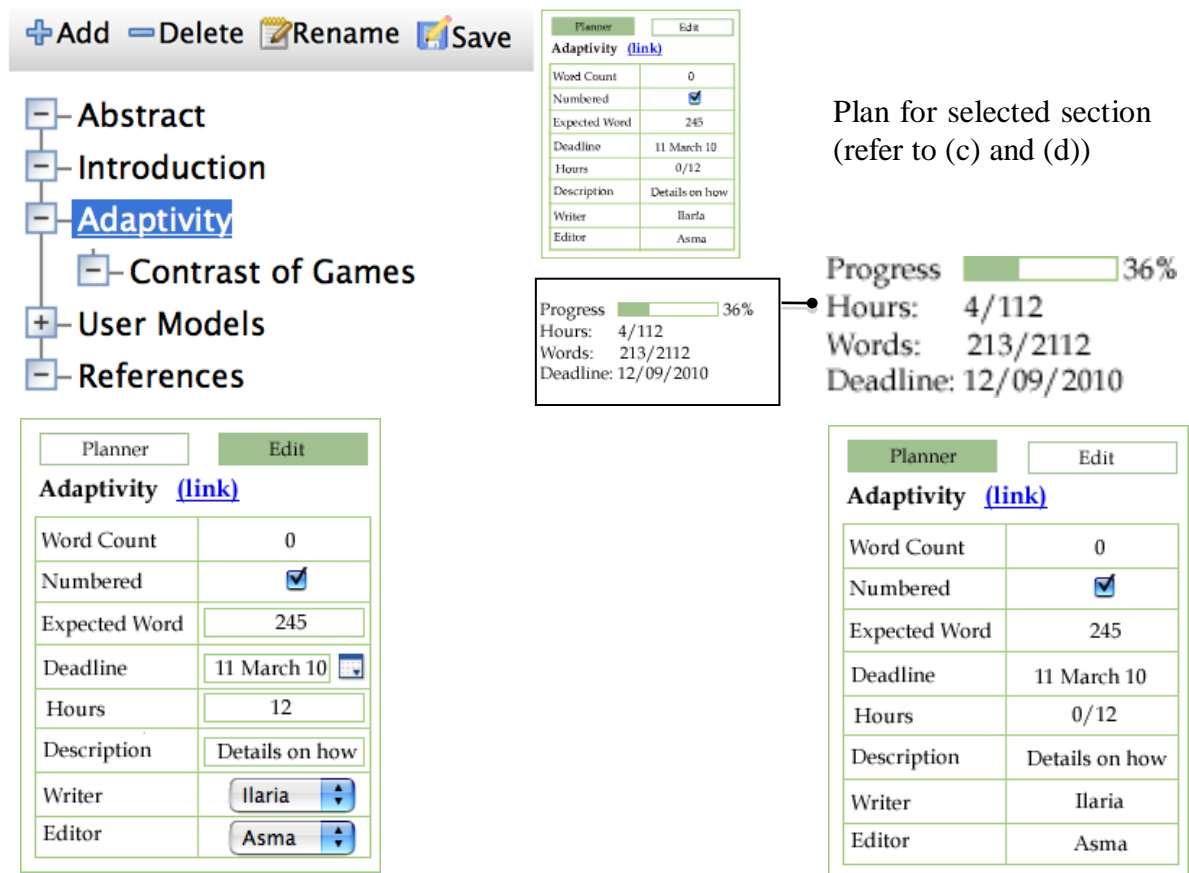 Add Delete Rename Save
Abstract
Introduction
Adaptivity
Contrast of Games
User Models
References
Planner Edit
Adaptivity (link)
Word Count 0
Numbered
Expected Word 245
Deadline 11 March 10
Hours 0/12
Description Details on how
Writer Ilaria
Editor Asma
Plan for selected section
(refer to (c) and (d))
Progress 36%
Hours: 4/112
Words: 213/2112
Deadline: 12/09/2010
Progress 36%
Hours: 4/112
Words: 213/2112
Deadline: 12/09/2010
Planner Edit
Adaptivity (link)
Word Count 0
Numbered
Expected Word 245
Deadline 11 March 10
Hours 12
Description Details on how
Writer Ilaria
Editor Asma
Planner Edit
Adaptivity (link)
Word Count 0
Numbered
Expected Word 245
Deadline 11 March 10
Hours 0/12
Description Details on how
Writer Ilaria
Editor Asma